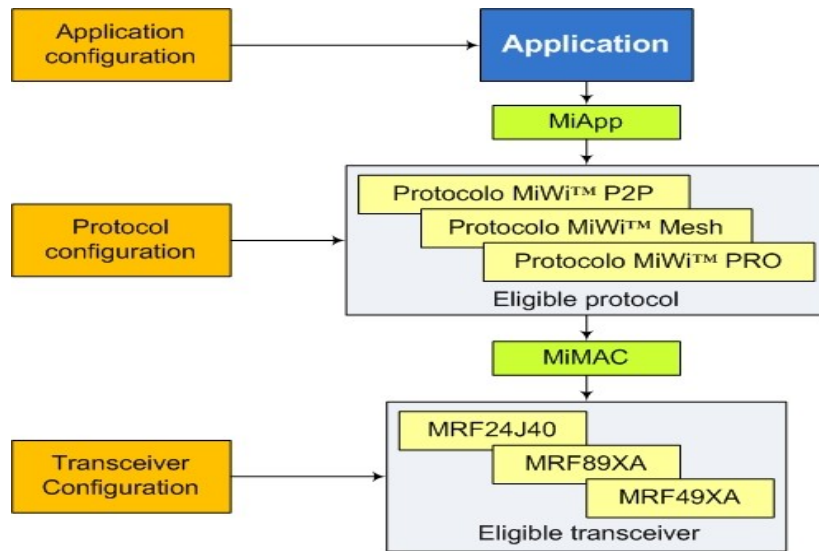 Application
configuration
Application
MiApp
Protocol
configuration
Protocolo MiWi™ P2P
Protocolo MiWi™ Mesh
Protocolo MiWi™ PRO
Eligible protocol
MiMAC
Transceiver
Configuration
MRF24J40
MRF89XA
MRF49XA
Eligible transceiver